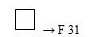 → F 31